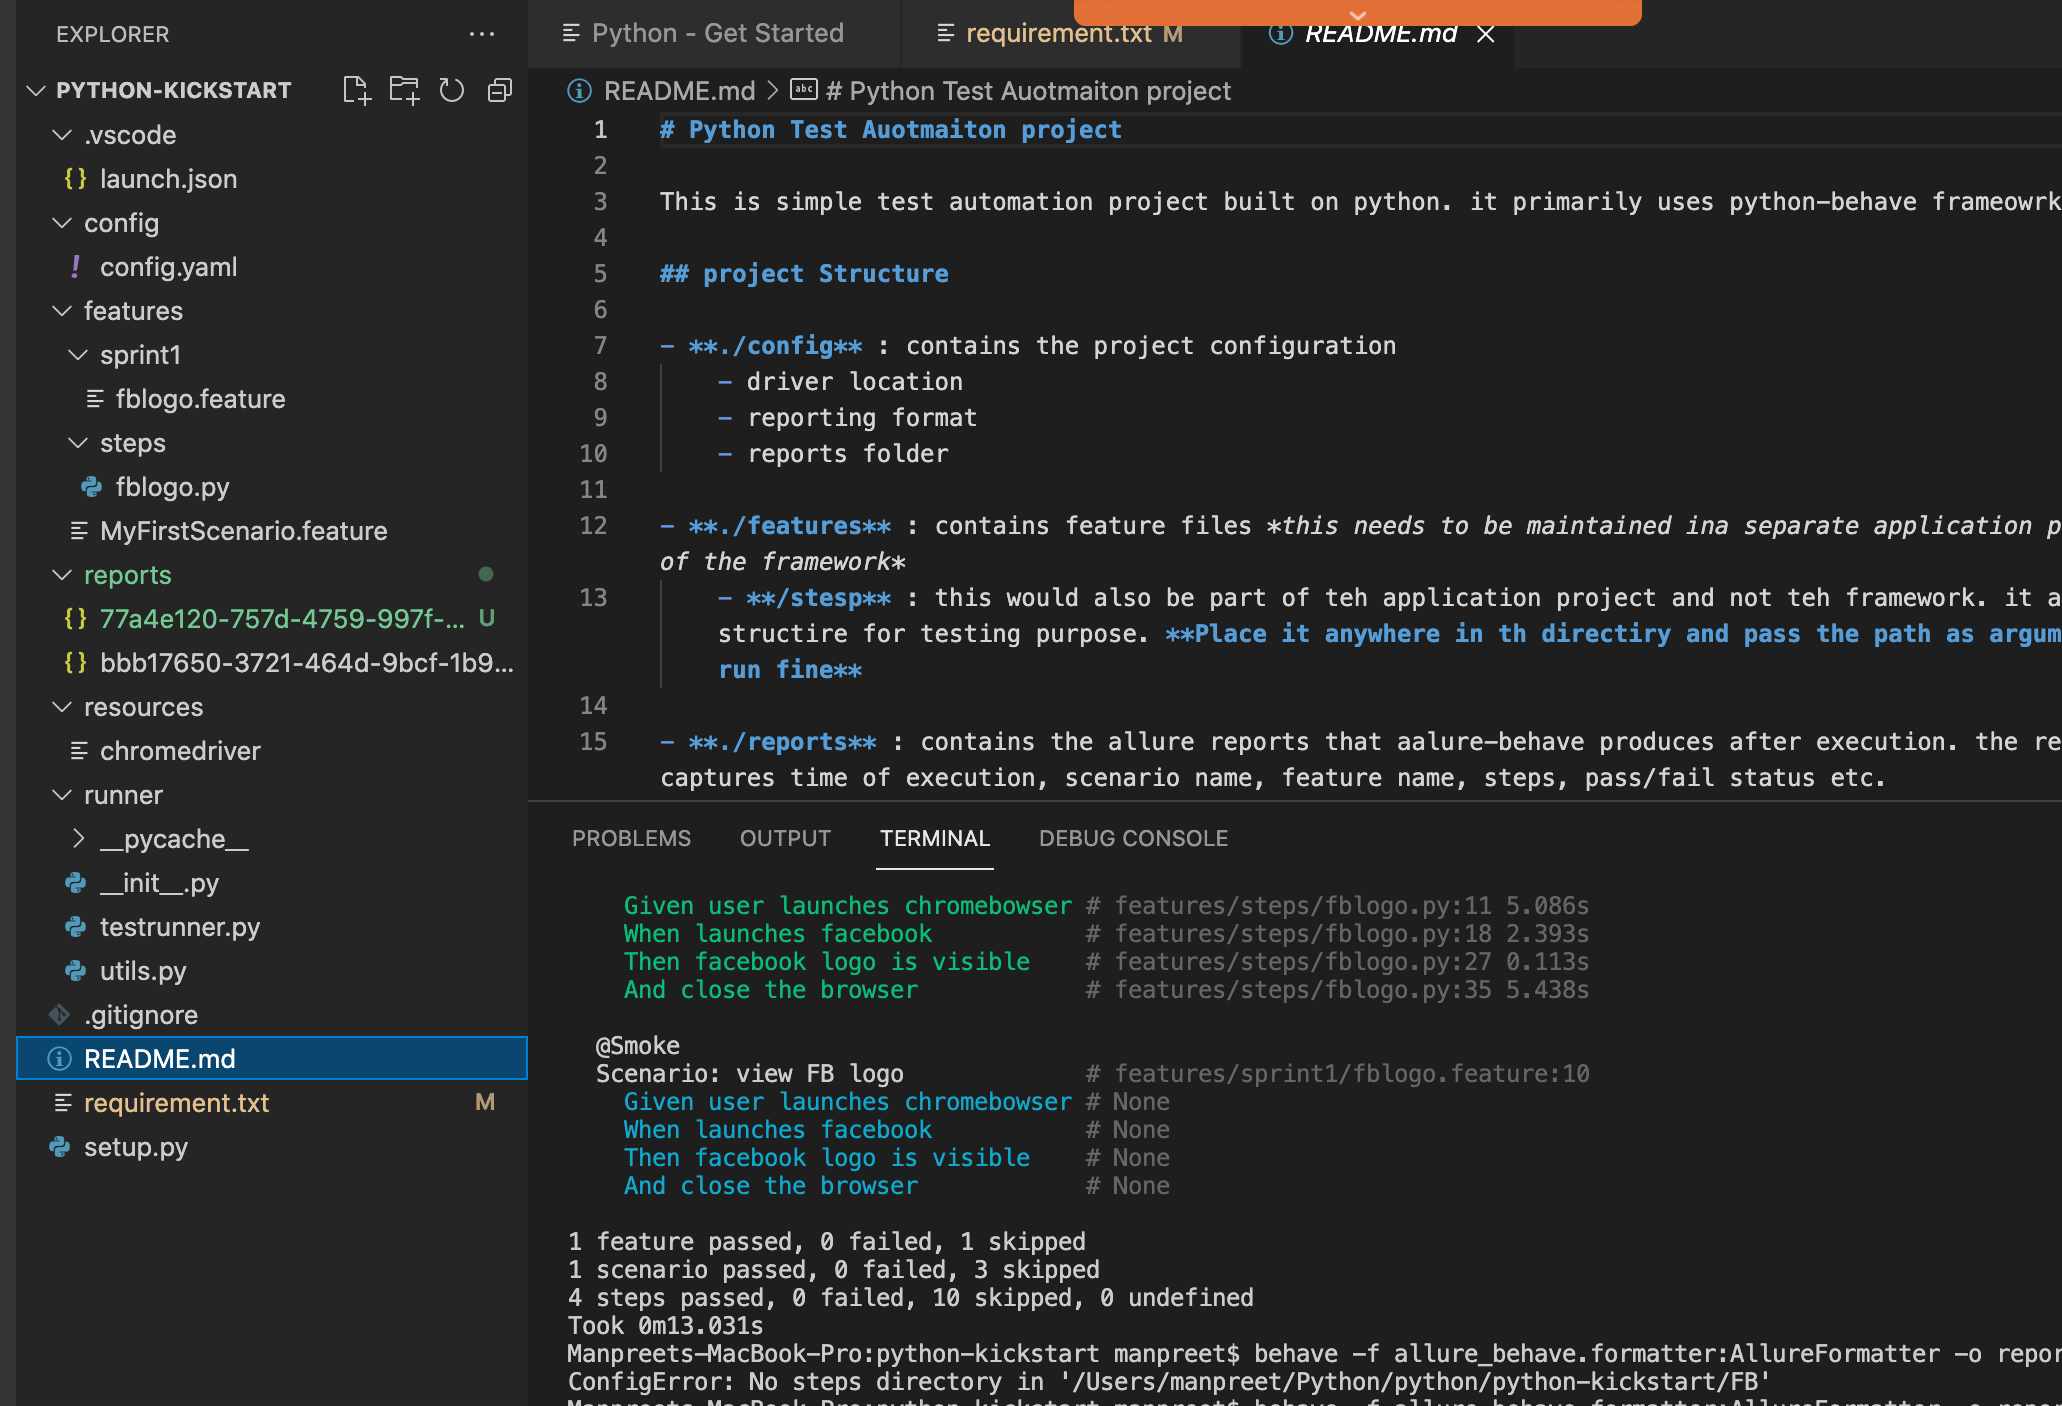 EXPLORER
PYTHON-KICKSTART
.vscode
{} launch.json
config
! config.yaml
features
sprint1
fblogo.feature
steps
fblogo.py
MyFirstScenario.feature
reports
{} 77a4e120-757d-4759-997f-... U
{} bbb17650-3721-464d-9bcf-1b9...
resources
chromedriver
runner
__pycache__
__init__.py
testrunner.py
utils.py
.gitignore
README.md
requirement.txt M
setup.py
Python - Get Started
requirement.txt M
README.md
README.md > # Python Test Auotmaiton project
1 # Python Test Auotmaiton project
2
3 This is simple test automation project built on python. it primarily uses python-behave frameowrk
4
5 ## project Structure
6
7 - **./config** : contains the project configuration
8 - driver location
9 - reporting format
10 - reports folder
11
12 - **./features** : contains feature files *this needs to be maintained ina separate application p
of the framework*
13 - **/stesp** : this would also be part of teh application project and not teh framework. it a
structire for testing purpose. **Place it anywhere in th directiry and pass the path as argum
run fine**
14
15 - **./reports** : contains the allure reports that aalure-behave produces after execution. the re
captures time of execution, scenario name, feature name, steps, pass/fail status etc.
PROBLEMS OUTPUT TERMINAL DEBUG CONSOLE
Given user launches chromebowser # features/steps/fblogo.py:11 5.086s
When launches facebook # features/steps/fblogo.py:18 2.393s
Then facebook logo is visible # features/steps/fblogo.py:27 0.113s
And close the browser # features/steps/fblogo.py:35 5.438s
@Smoke
Scenario: view FB logo # features/sprint1/fblogo.feature:10
Given user launches chromebowser # None
When launches facebook # None
Then facebook logo is visible # None
And close the browser # None
1 feature passed, 0 failed, 1 skipped
1 scenario passed, 0 failed, 3 skipped
4 steps passed, 0 failed, 10 skipped, 0 undefined
Took 0m13.031s
Manpreets-MacBook-Pro:python-kickstart manpreet$ behave -f allure_behave.formatter:AllureFormatter -o repor
ConfigError: No steps directory in '/Users/manpreet/Python/python/python-kickstart/FB'
Manpreets-MacBook-Pro:python-kickstart manpreet$ behave -f allure_behave.formatter:AllureFormatter -o repor